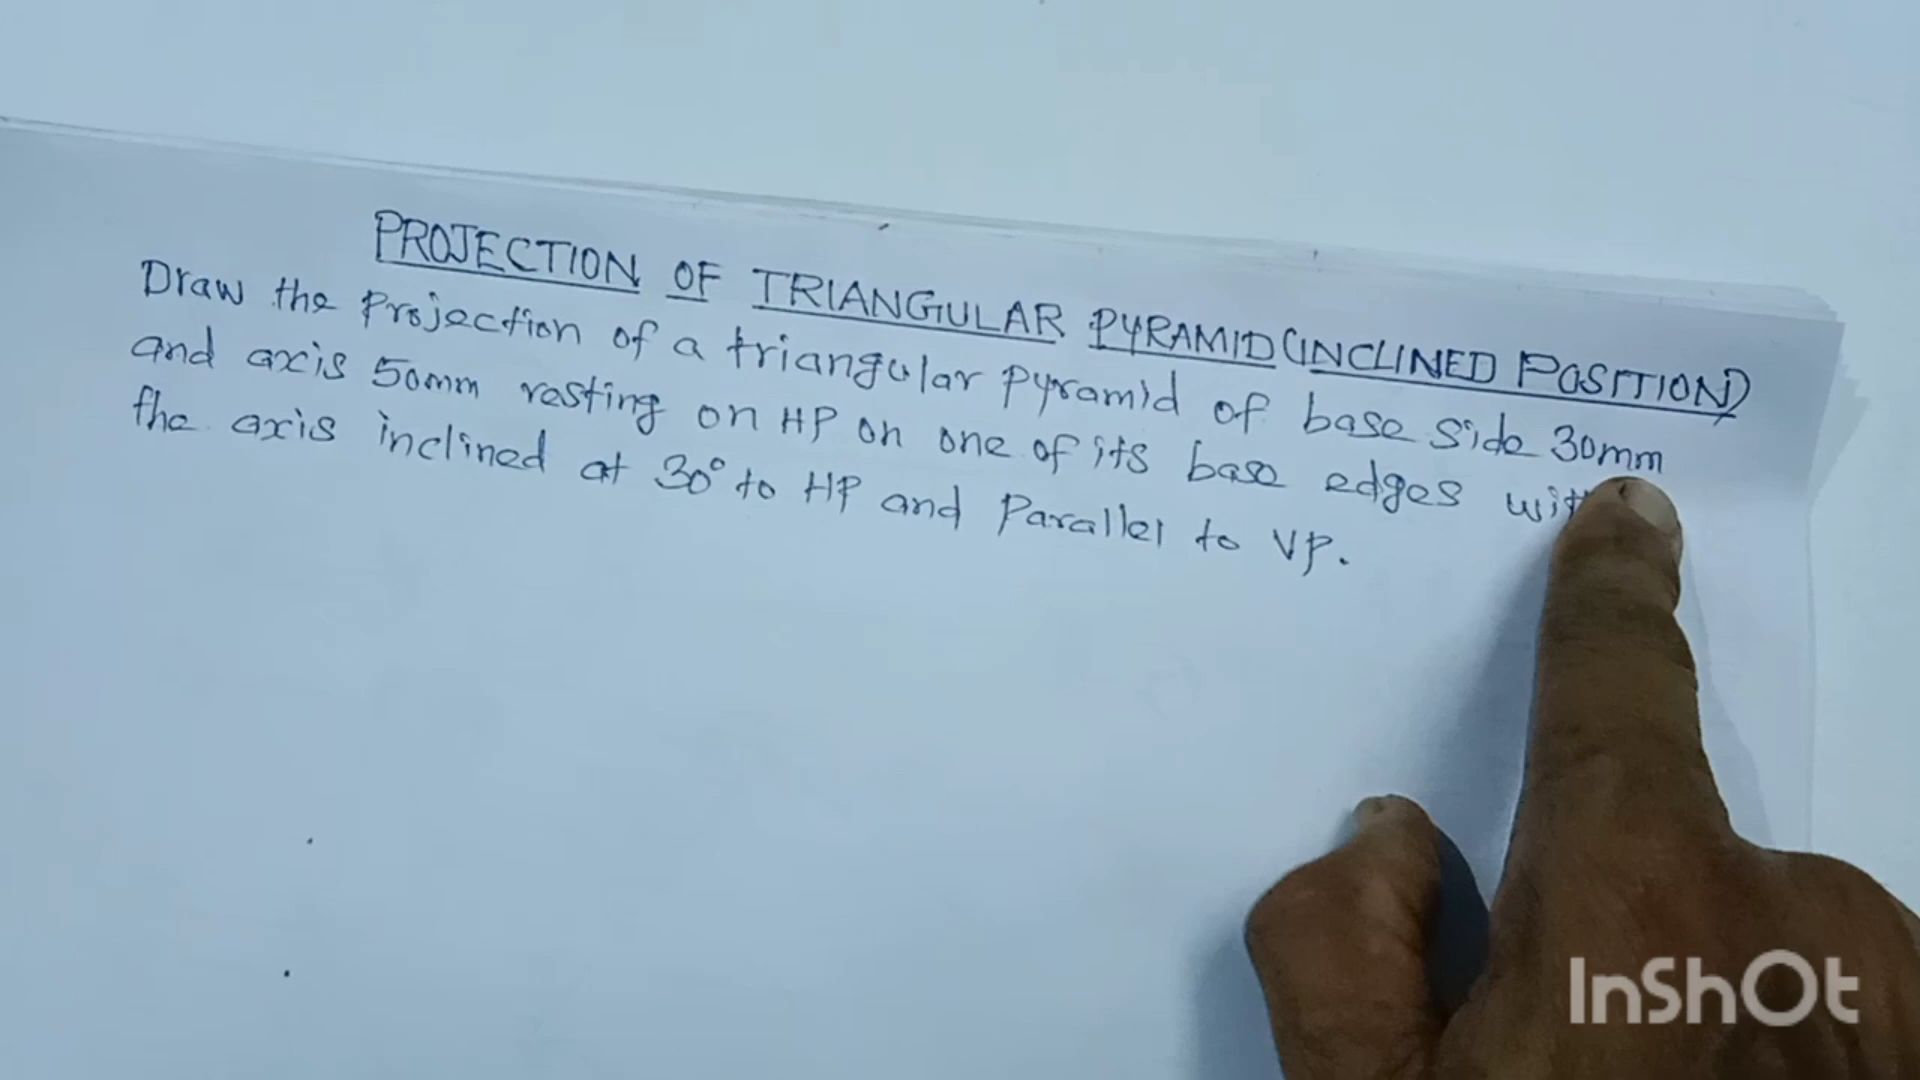 PROJECTION OF TRIANGULAR PYRAMID (INCLINED POSITION)
Draw the projection of a triangular pyramid of base side 30mm
and axis 50mm resting on HP on one of its base edges
the axis inclined at 30° to HP and Parallel to VP.
InShOt